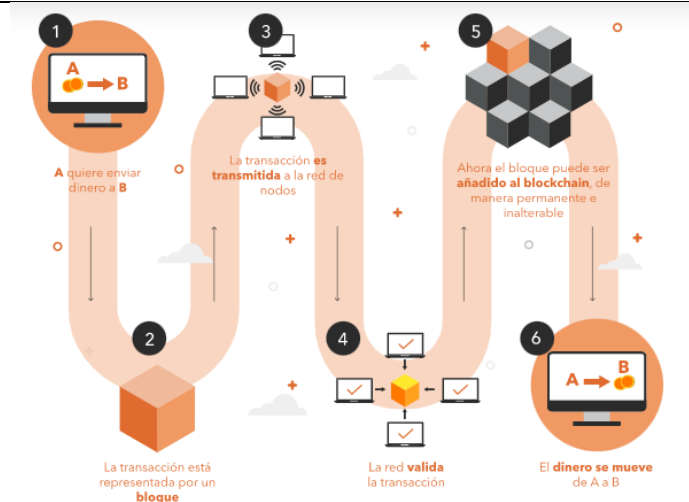 1
A
B
A quiere enviar
dinero a B
2
La transacción está
representada por un
bloque
3
La transacción es
transmitida a la red de
nodos
4
La red valida
la transacción
5
Ahora el bloque puede ser
añadido al blockchain, de
manera permanente e
inalterable
6
A
B
El dinero se mueve
de A a B